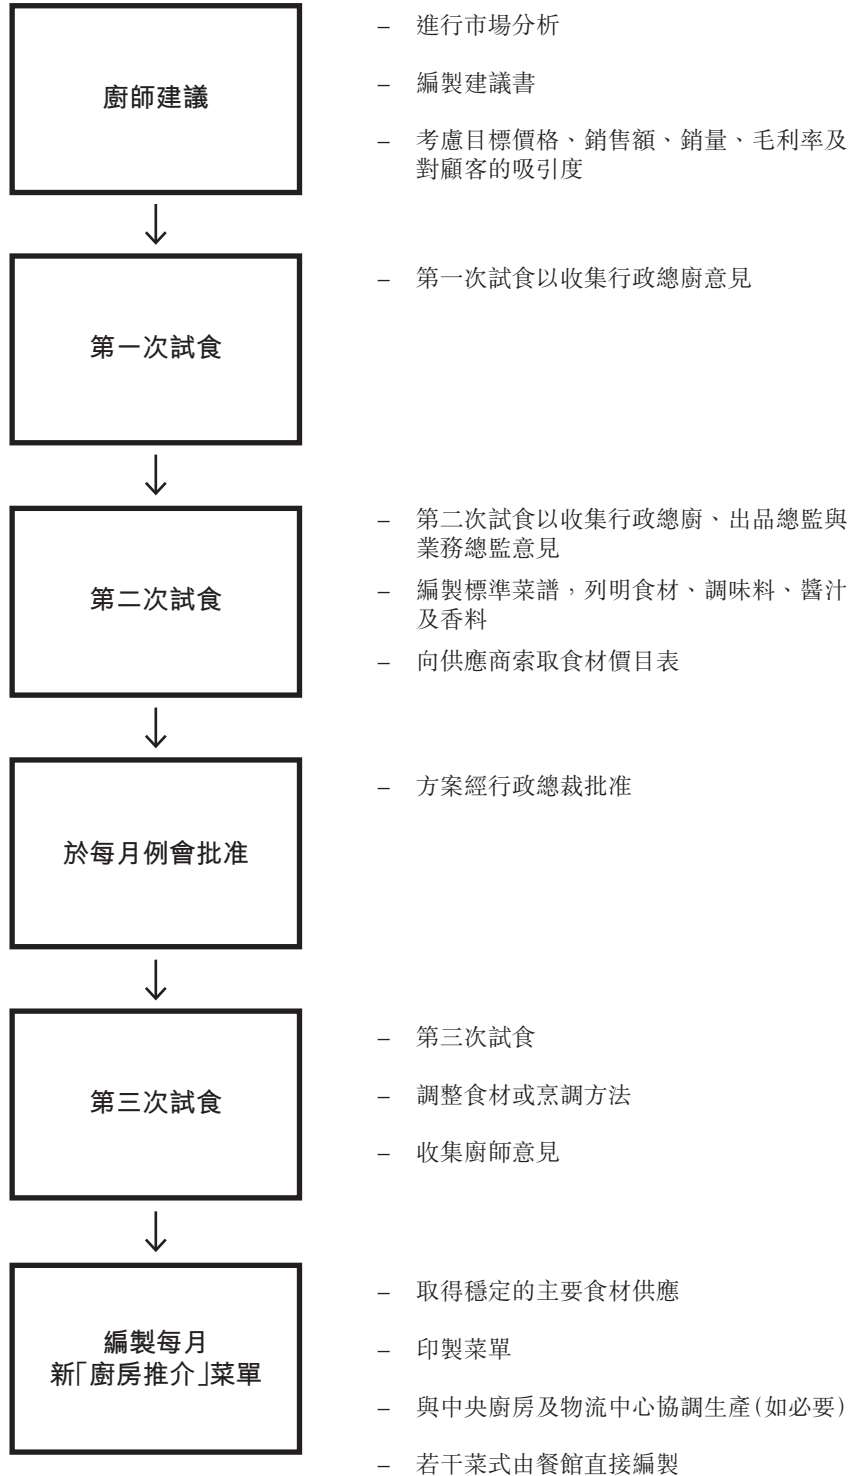 廚師建議
– 進行市場分析
– 編製建議書
– 考慮目標價格、銷售額、銷量、毛利率及
對顧客的吸引度
第一次試食
– 第一次試食以收集行政總廚意見
第二次試食
– 第二次試食以收集行政總廚、出品總監與
業務總監意見
– 編製標準菜譜，列明食材、調味料、醬汁
及香料
– 向供應商索取食材價目表
於每月例會批准
– 方案經行政總裁批准
第三次試食
– 第三次試食
– 調整食材或烹調方法
– 收集廚師意見
編製每月
新「廚房推介」菜單
– 取得穩定的主要食材供應
– 印製菜單
– 與中央廚房及物流中心協調生產(如必要)
– 若干菜式由餐館直接編製